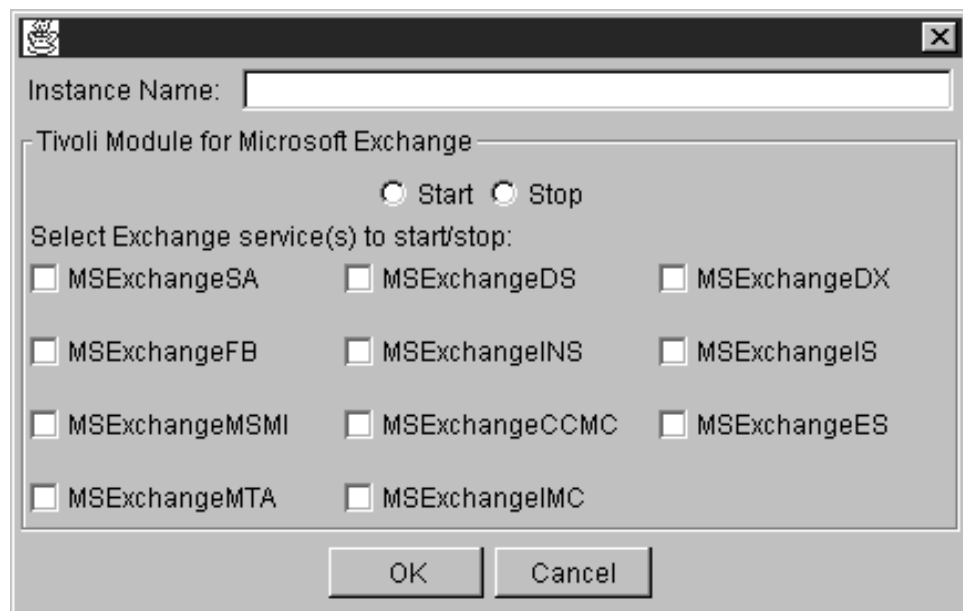 Instance Name:
Tivoli Module for Microsoft Exchange
Start Stop
Select Exchange service(s) to start/stop:
MSExchangeSA MSExchangeDS MSExchangeDX
MSExchangeFB MSExchangeINS MSExchangeIS
MSExchangeMSMI MSExchangeCCMC MSExchangeES
MSExchangeMTA MSExchangeIMC
OK Cancel